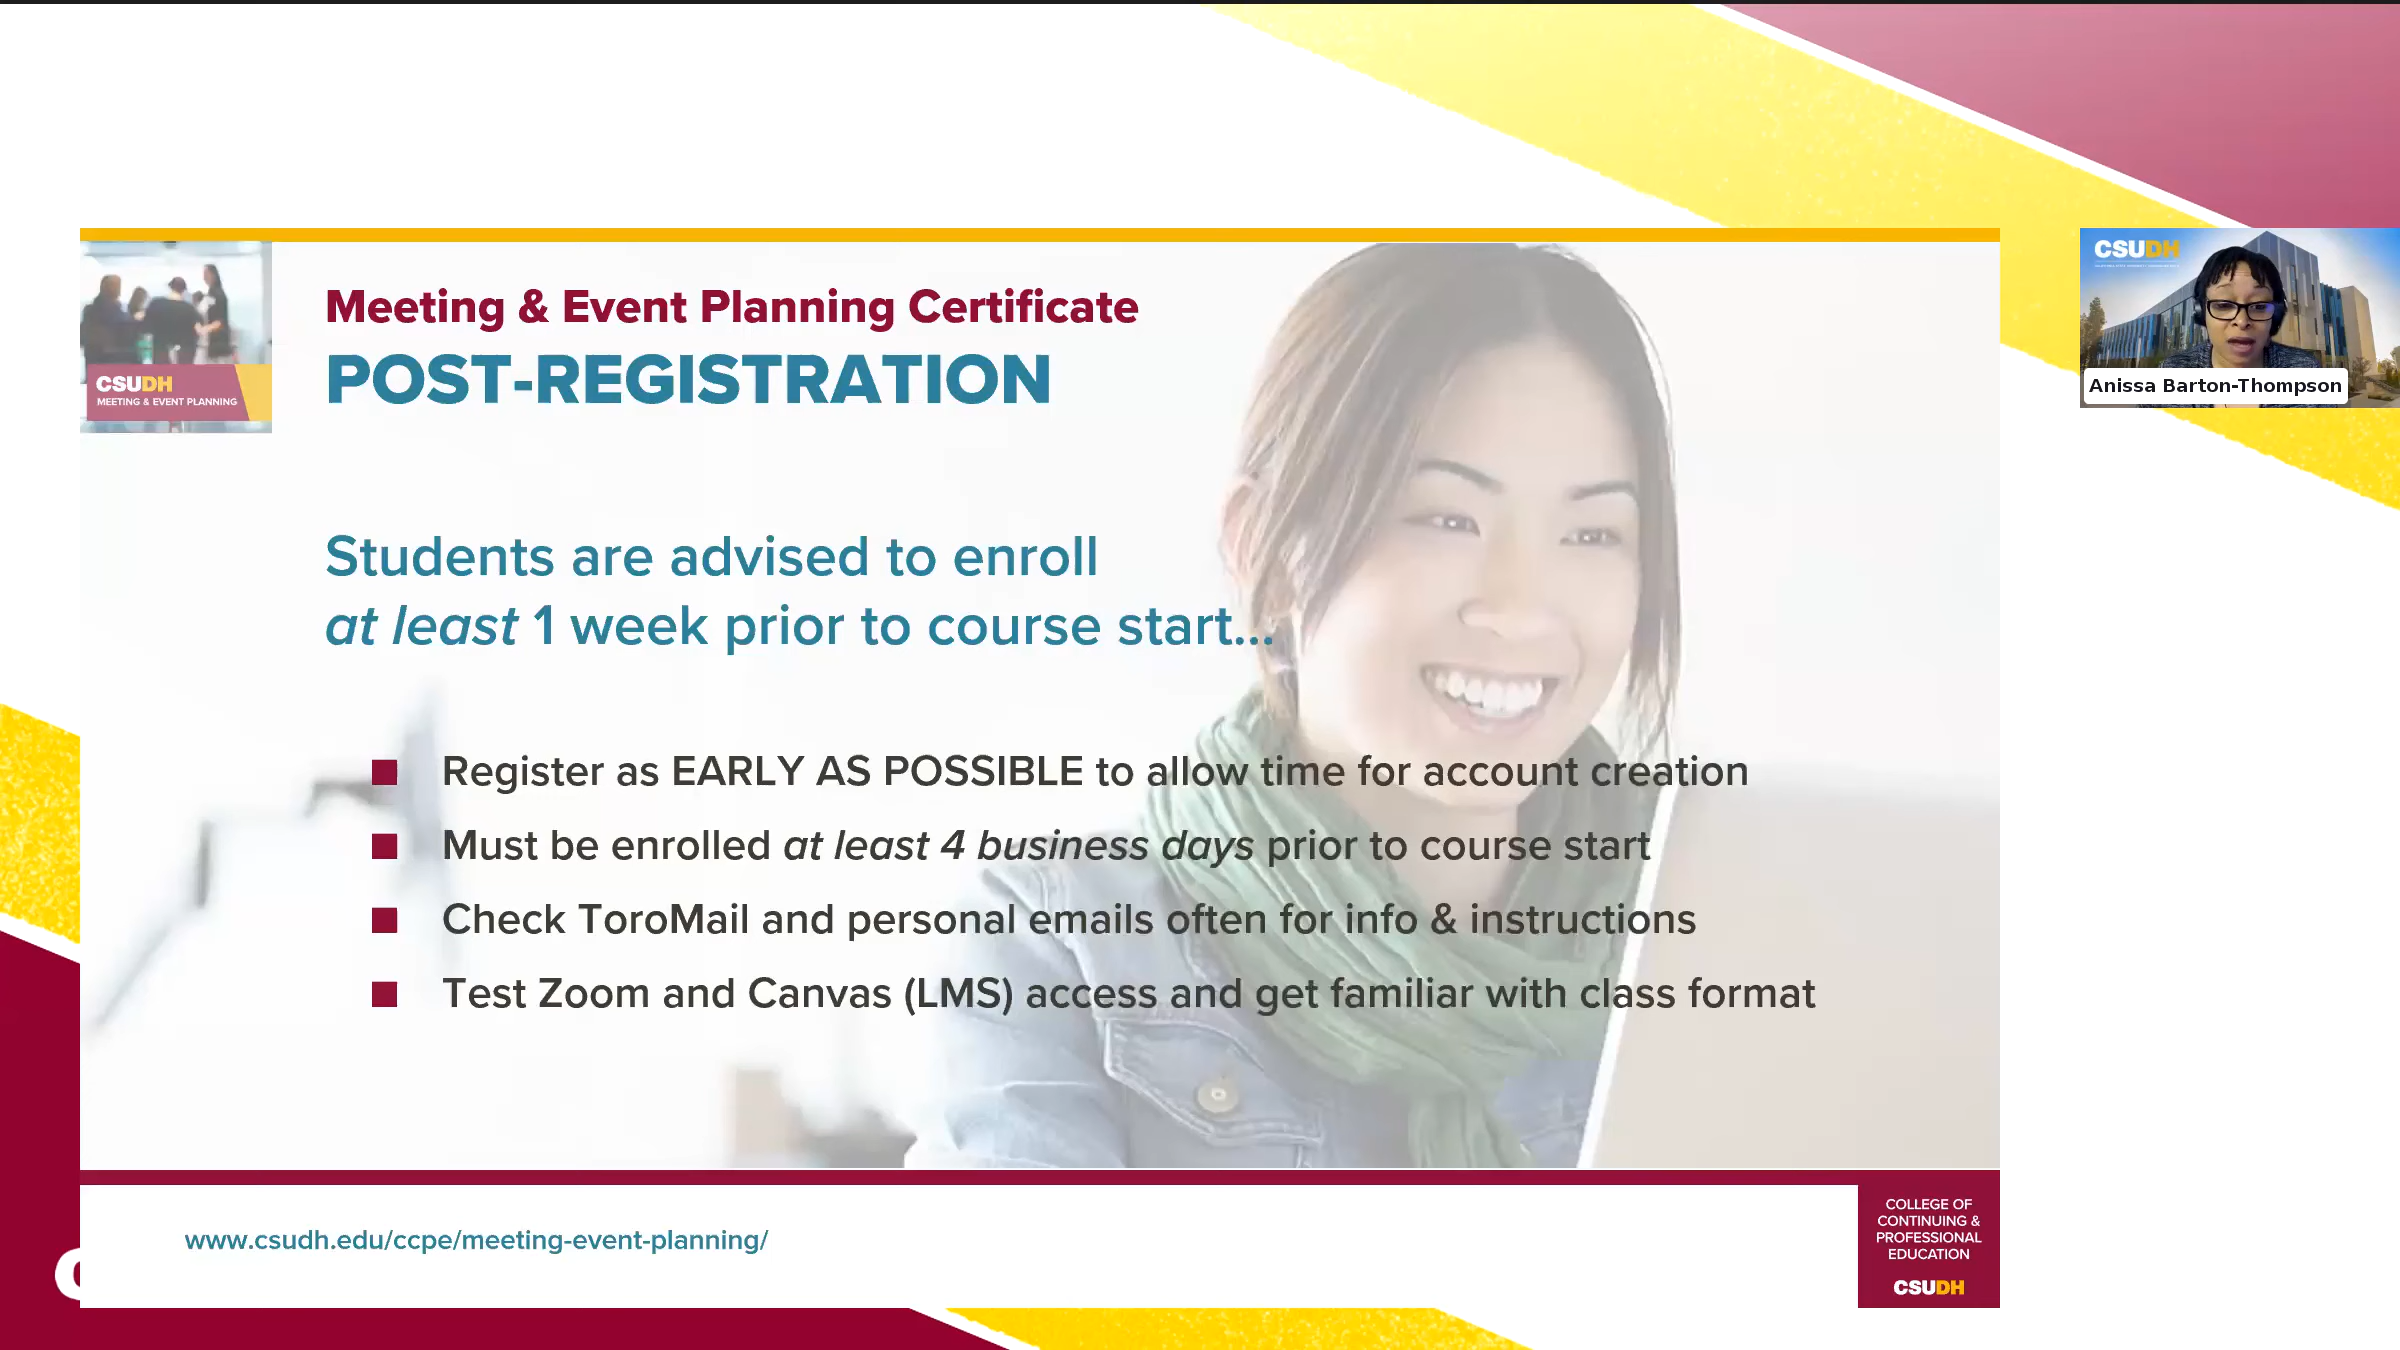 CSUDH
MEETING & EVENT PLANNING
Meeting & Event Planning Certificate
POST-REGISTRATION
Students are advised to enroll
at least 1 week prior to course start...
Register as EARLY AS POSSIBLE to allow time for account creation
Must be enrolled at least 4 business days prior to course start
Check ToroMail and personal emails often for info & instructions
Test Zoom and Canvas (LMS) access and get familiar with class format
www.csudh.edu/ccpe/meeting-event-planning/
COLLEGE OF
CONTINUING &
PROFESSIONAL
EDUCATION
CSUDH
CSUDH
Anissa Barton-Thompson